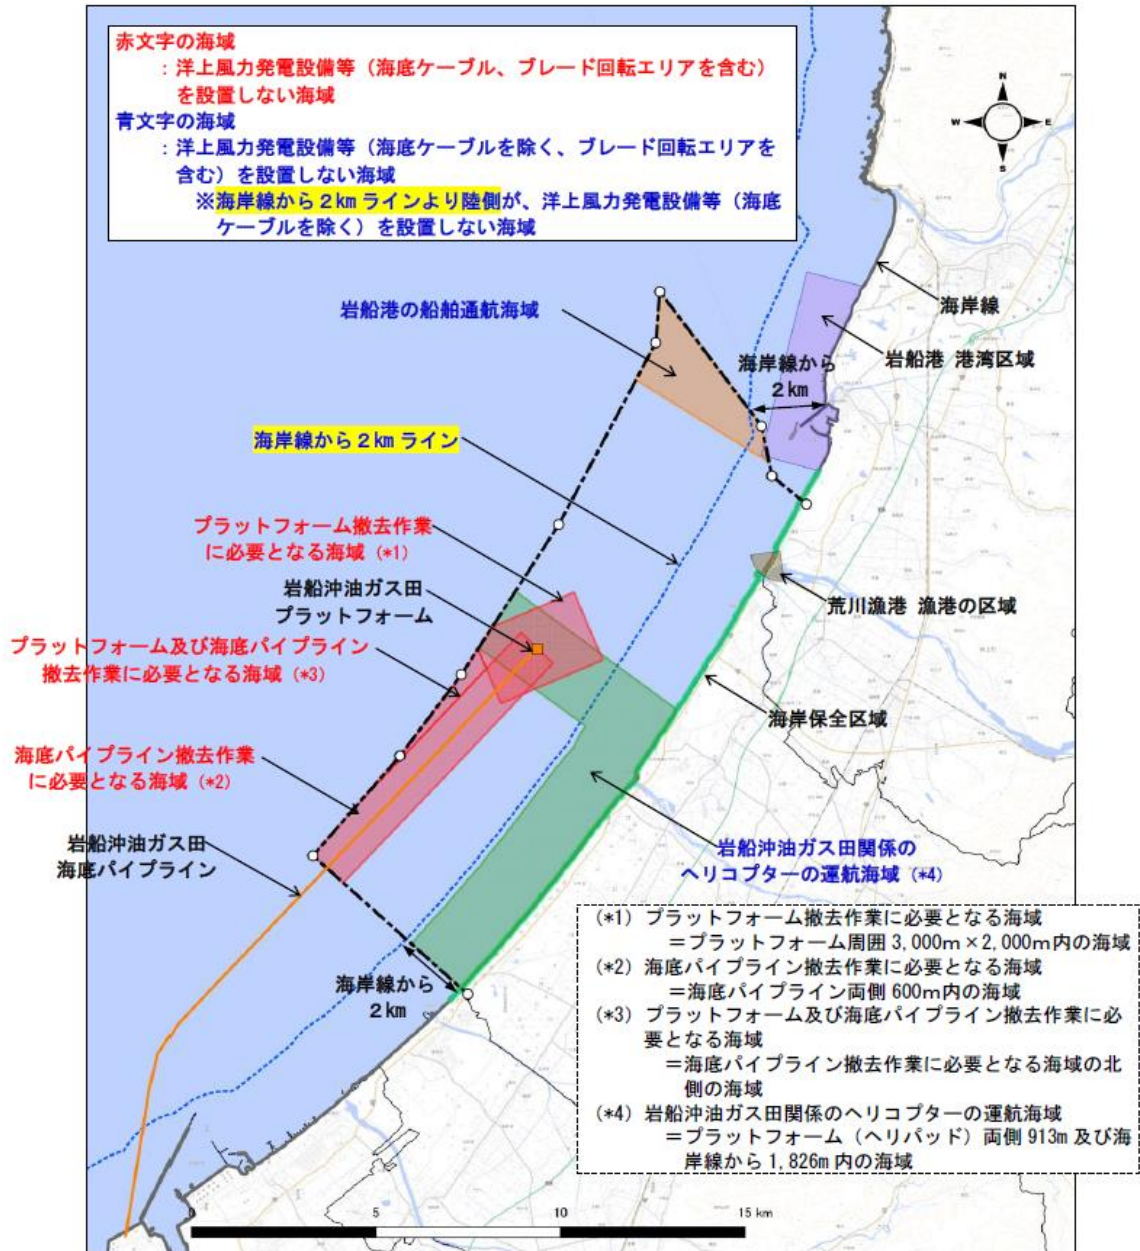 赤文字の海域
：洋上風力発電設備等（海底ケーブル、ブレード回転エリアを含む）
を設置しない海域
青文字の海域
：洋上風力発電設備等（海底ケーブルを除く、ブレード回転エリアを
含む）を設置しない海域
※海岸線から２kmラインより陸側が、洋上風力発電設備等（海底
ケーブルを除く）を設置しない海域
N
W
E
S
岩船港の船舶通航海域
海岸線
海岸線から
２km
岩船港 港湾区域
海岸線から２kmライン
プラットフォーム撤去作業
に必要となる海域（*1）
岩船沖油ガス田
プラットフォーム
荒川漁港 漁港の区域
プラットフォーム及び海底パイプライン
撤去作業に必要となる海域（*3）
海岸保全区域
海底パイプライン撤去作業
に必要となる海域（*2）
岩船沖油ガス田
海底パイプライン
岩船沖油ガス田関係の
ヘリコプターの運航海域（*4）
海岸線から
２km
（*1）プラットフォーム撤去作業に必要となる海域
＝プラットフォーム周囲 3,000m×2,000m内の海域
（*2）海底パイプライン撤去作業に必要となる海域
＝海底パイプライン両側 600m内の海域
（*3）プラットフォーム及び海底パイプライン撤去作業に必
要となる海域
＝海底パイプライン撤去作業に必要となる海域の北
側の海域
（*4）岩船沖油ガス田関係のヘリコプターの運航海域
＝プラットフォーム（ヘリパッド）両側 913m 及び海
岸線から 1,826m 内の海域
0
5
10
15 km